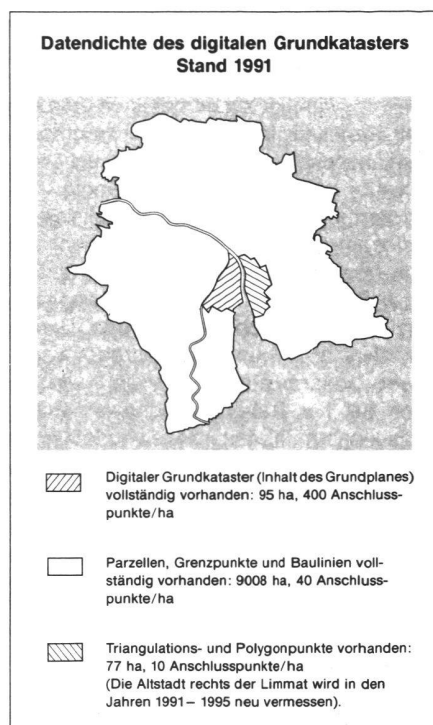 Datendichte des digitalen Grundkatasters
Stand 1991
Digitaler Grundkataster (Inhalt des Grundplanes)
vollständig vorhanden: 95 ha, 400 Anschluss-
punkte/ha
Parzellen, Grenzpunkte und Baulinien voll-
ständig vorhanden: 9008 ha, 40 Anschluss-
punkte/ha
Triangulations- und Polygonpunkte vorhanden:
77 ha, 10 Anschlusspunkte/ha
(Die Altstadt rechts der Limmat wird in den
Jahren 1991–1995 neu vermessen).